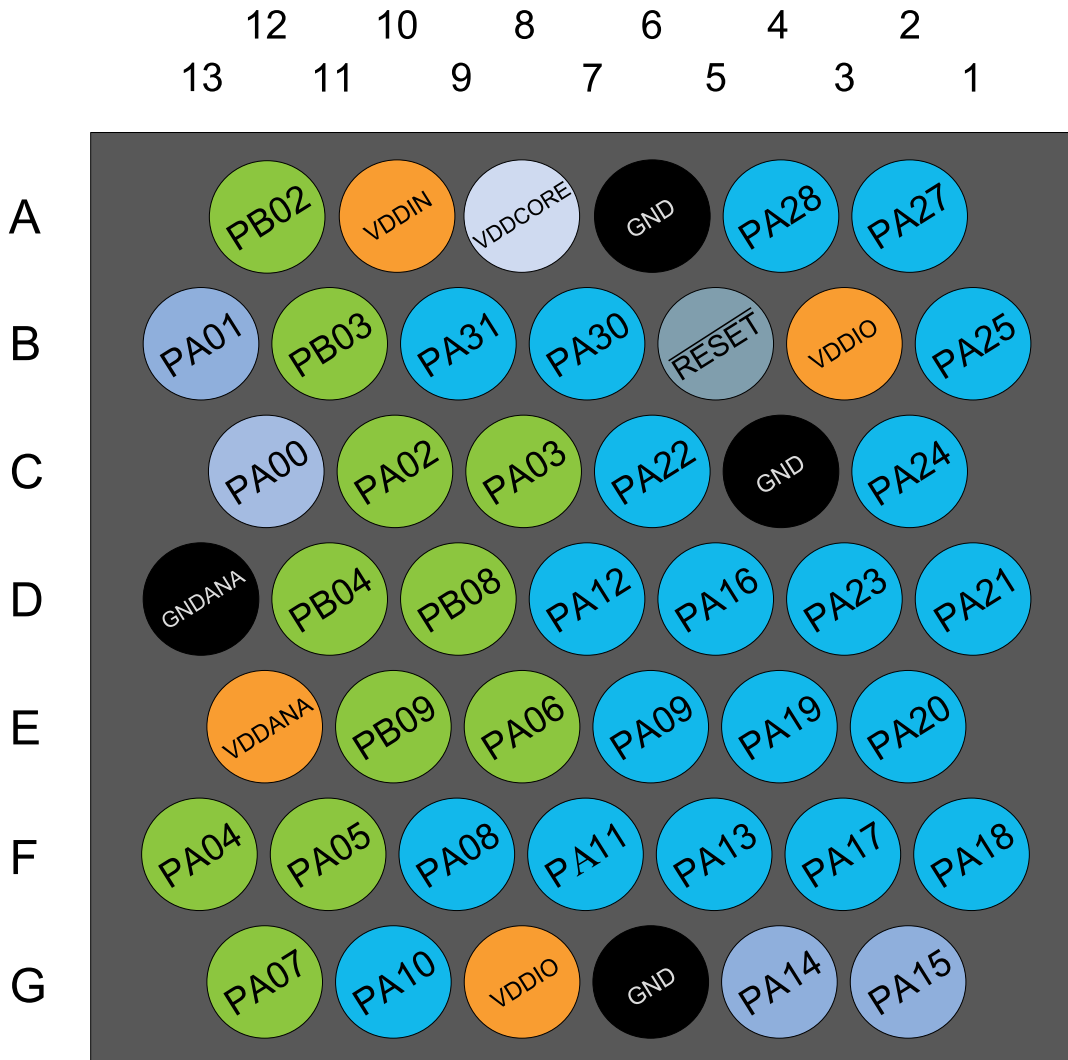 12 10 8 6 4 2
13 11 9 7 5 3 1
A PB02 VDDIN VDDCORE GND PA28 PA27
B PA01 PB03 PA31 PA30 RESET VDDIO PA25
C PA00 PA02 PA03 PA22 GND PA24
D GNDANA PB04 PB08 PA12 PA16 PA23 PA21
E VDDANA PB09 PA06 PA09 PA19 PA20
F PA04 PA05 PA08 PA11 PA13 PA17 PA18
G PA07 PA10 VDDIO GND PA14 PA15